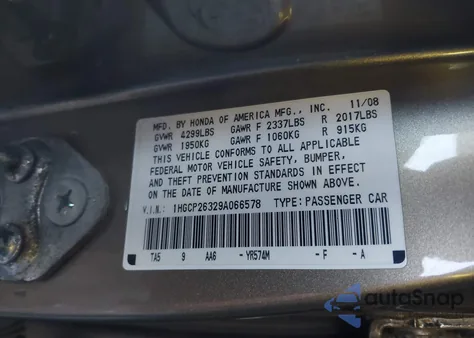 MFD. BY HONDA OF AMERICA MFG., INC. 11/08
GVWR 4299LBS GAWR F 2337LBS R 2017LBS
GVWR 1950KG GAWR F 1060KG R 915KG
THIS VEHICLE CONFORMS TO ALL APPLICABLE
FEDERAL MOTOR VEHICLE SAFETY, BUMPER,
AND THEFT PREVENTION STANDARDS IN EFFECT
ON THE DATE OF MANUFACTURE SHOWN ABOVE.
V.I.N.: 1HGCP26329A066578 TYPE: PASSENGER CAR
TA5 9 AA6 - YR574M - F - A
autoSnap